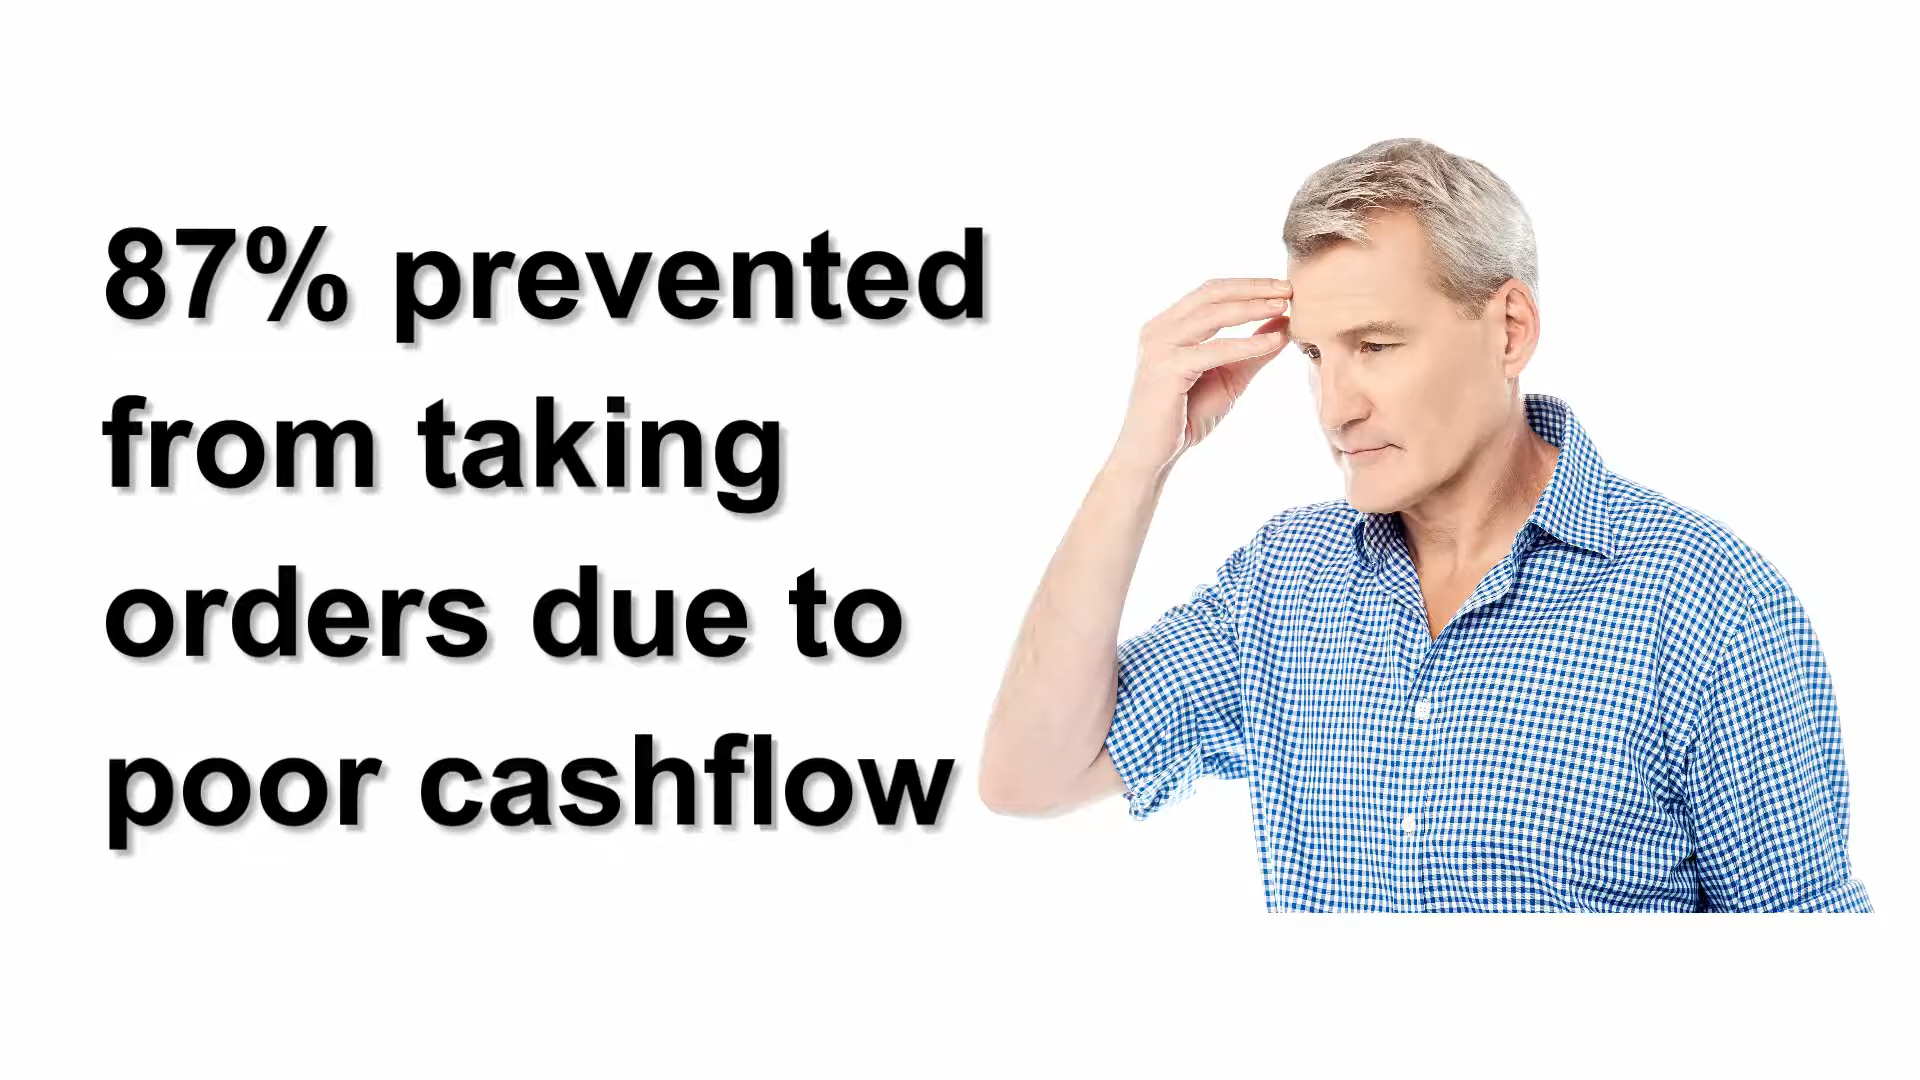 87% prevented
from taking
orders due to
poor cashflow